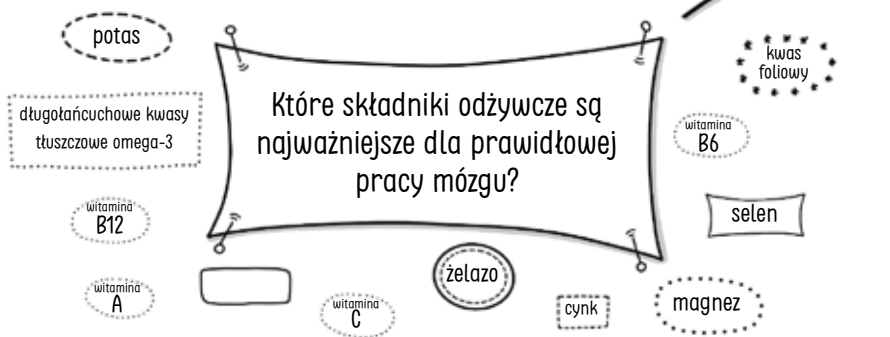 potas
kwas
foliowy
Które składniki odżywcze są
najważniejsze dla prawidłowej
pracy mózgu?
długołańcuchowe kwasy
tłuszczowe omega-3
witamina
B6
witamina
B12
selen
witamina
A
żelazo
witamina
C
cynk
magnez